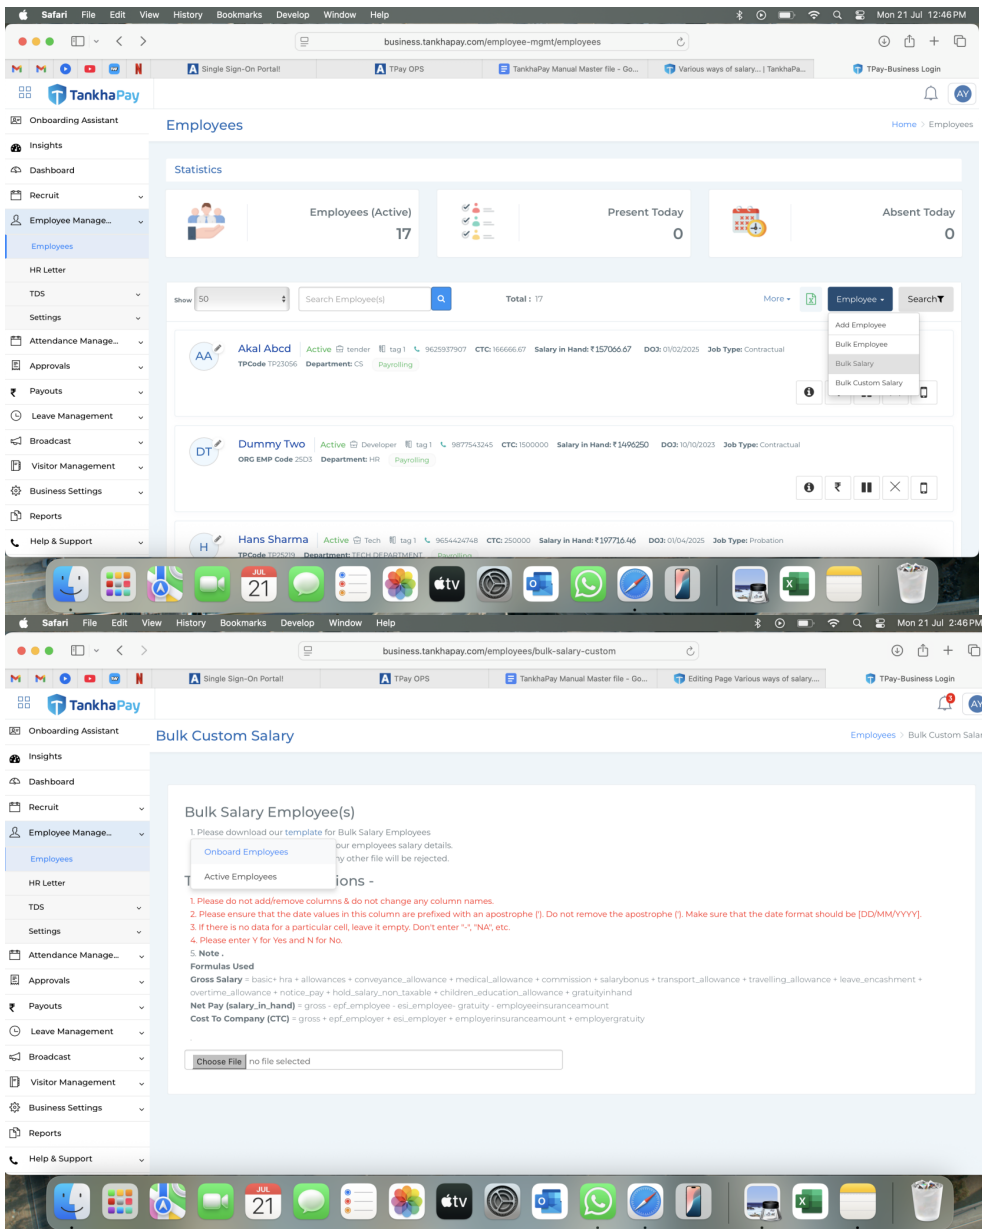 Safari File Edit View History Bookmarks Develop Window Help Mon 21 Jul 12:46 PM
business.tankhapay.com/employee-mgmt/employees
Single Sign-On Portal! TPay OPS TankhaPay Manual Master file - Go... Various ways of salary... | TankhaPa... TPay-Business Login
TankhaPay AY
Onboarding Assistant
Insights
Dashboard
Recruit
Employee Manage...
Employees
HR Letter
TDS
Settings
Attendance Manage...
Approvals
Payouts
Leave Management
Broadcast
Visitor Management
Business Settings
Reports
Help & Support
Employees Home > Employees
Statistics
Employees (Active) 17
Present Today 0
Absent Today 0
Show 50 Search Employee(s) Total : 17 More Employee Search
Add Employee
Bulk Employee
Bulk Salary
Bulk Custom Salary
AA Akal Abcd Active tender tag 1 9625937907 CTC: 166666.67 Salary in Hand: ₹157066.67 DOJ: 01/02/2025 Job Type: Contractual
TPCode TP23056 Department: CS Payrolling
DT Dummy Two Active Developer tag 1 9877543245 CTC: 1500000 Salary in Hand: ₹1496250 DOJ: 10/10/2023 Job Type: Contractual
ORG EMP Code 25D3 Department: HR Payrolling
H Hans Sharma Active Tech tag 1 9654424748 CTC: 250000 Salary in Hand: ₹197716.46 DOJ: 01/04/2025 Job Type: Probation
TPCode TP25219 Department: TECH DEPARTMENT Payrolling
JUL 21 tv
Safari File Edit View History Bookmarks Develop Window Help Mon 21 Jul 2:46 PM
business.tankhapay.com/employees/bulk-salary-custom
Single Sign-On Portal! TPay OPS TankhaPay Manual Master file - Go... Editing Page Various ways of salary.... TPay-Business Login
TankhaPay 3 AY
Onboarding Assistant
Insights
Dashboard
Recruit
Employee Manage...
Employees
HR Letter
TDS
Settings
Attendance Manage...
Approvals
Payouts
Leave Management
Broadcast
Visitor Management
Business Settings
Reports
Help & Support
Bulk Custom Salary Employees > Bulk Custom Salar
Bulk Salary Employee(s)
1. Please download our template for Bulk Salary Employees
our employees salary details.
ny other file will be rejected.
Onboard Employees
Active Employees
T ions -
1. Please do not add/remove columns & do not change any column names.
2. Please ensure that the date values in this column are prefixed with an apostrophe ('). Do not remove the apostrophe ('). Make sure that the date format should be [DD/MM/YYYY].
3. If there is no data for a particular cell, leave it empty. Don't enter "-", "NA", etc.
4. Please enter Y for Yes and N for No.
5. Note .
Formulas Used
Gross Salary = basic+ hra + allowances + conveyance_allowance + medical_allowance + commission + salarybonus + transport_allowance + travelling_allowance + leave_encashment +
overtime_allowance + notice_pay + hold_salary_non_taxable + children_education_allowance + gratuityinhand
Net Pay (salary_in_hand) = gross - epf_employee - esi_employee- gratuity - employeeinsuranceamount
Cost To Company (CTC) = gross + epf_employer + esi_employer + employerinsuranceamount + employergratuity
.
Choose File no file selected
JUL 21 tv